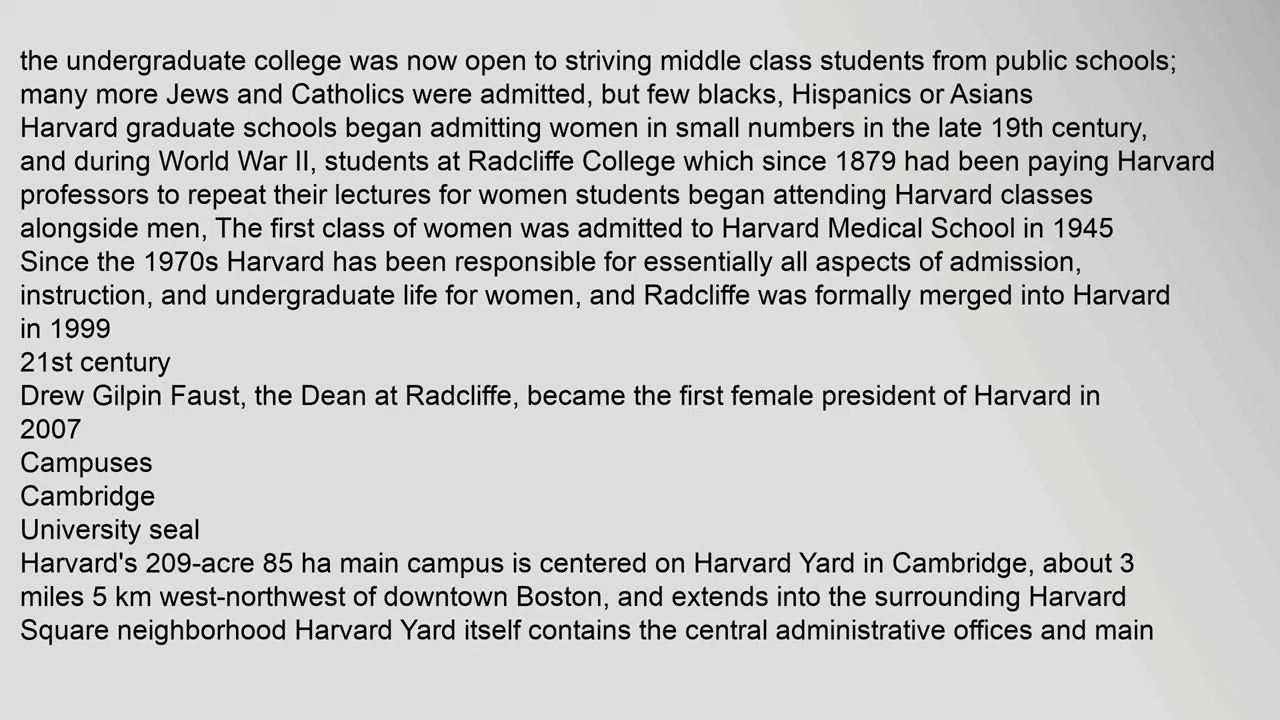 the undergraduate college was now open to striving middle class students from public schools;
many more Jews and Catholics were admitted, but few blacks, Hispanics or Asians
Harvard graduate schools began admitting women in small numbers in the late 19th century,
and during World War II, students at Radcliffe College which since 1879 had been paying Harvard
professors to repeat their lectures for women students began attending Harvard classes
alongside men, The first class of women was admitted to Harvard Medical School in 1945
Since the 1970s Harvard has been responsible for essentially all aspects of admission,
instruction, and undergraduate life for women, and Radcliffe was formally merged into Harvard
in 1999
21st century
Drew Gilpin Faust, the Dean at Radcliffe, became the first female president of Harvard in
2007
Campuses
Cambridge
University seal
Harvard's 209-acre 85 ha main campus is centered on Harvard Yard in Cambridge, about 3
miles 5 km west-northwest of downtown Boston, and extends into the surrounding Harvard
Square neighborhood Harvard Yard itself contains the central administrative offices and main